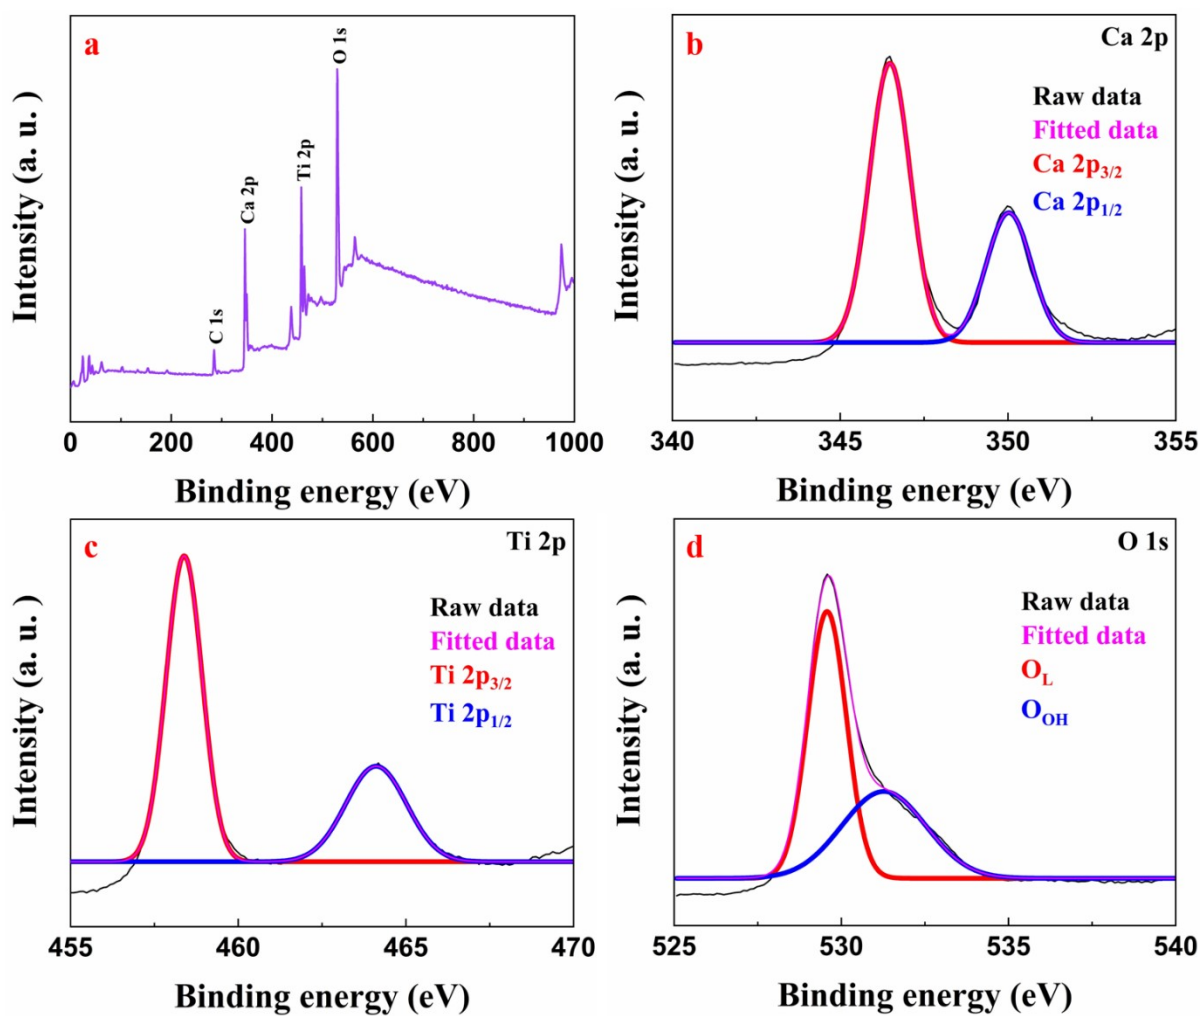 a
C 1s
Ca 2p
Ti 2p
O 1s
Intensity (a. u. )
0 200 400 600 800 1000
Binding energy (eV)
b
Ca 2p
Raw data
Fitted data
Ca 2p3/2
Ca 2p1/2
Intensity (a. u. )
340 345 350 355
Binding energy (eV)
c
Ti 2p
Raw data
Fitted data
Ti 2p3/2
Ti 2p1/2
Intensity (a. u. )
455 460 465 470
Binding energy (eV)
d
O 1s
Raw data
Fitted data
OL
OOH
Intensity (a. u. )
525 530 535 540
Binding energy (eV)